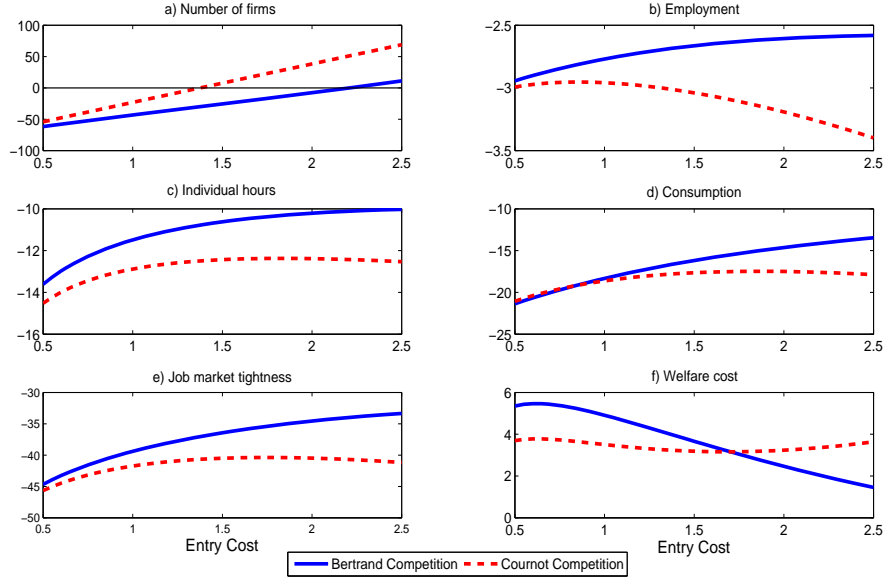 a) Number of firms
100
50
0
−50
−100
0.5 1 1.5 2 2.5
b) Employment
−2.5
−3
−3.5
0.5 1 1.5 2 2.5
c) Individual hours
−10
−12
−14
−16
0.5 1 1.5 2 2.5
d) Consumption
−10
−15
−20
−25
0.5 1 1.5 2 2.5
e) Job market tightness
−30
−35
−40
−45
−50
0.5 1 1.5 2 2.5
Entry Cost
f) Welfare cost
6
4
2
0
0.5 1 1.5 2 2.5
Entry Cost
Bertrand Competition Cournot Competition